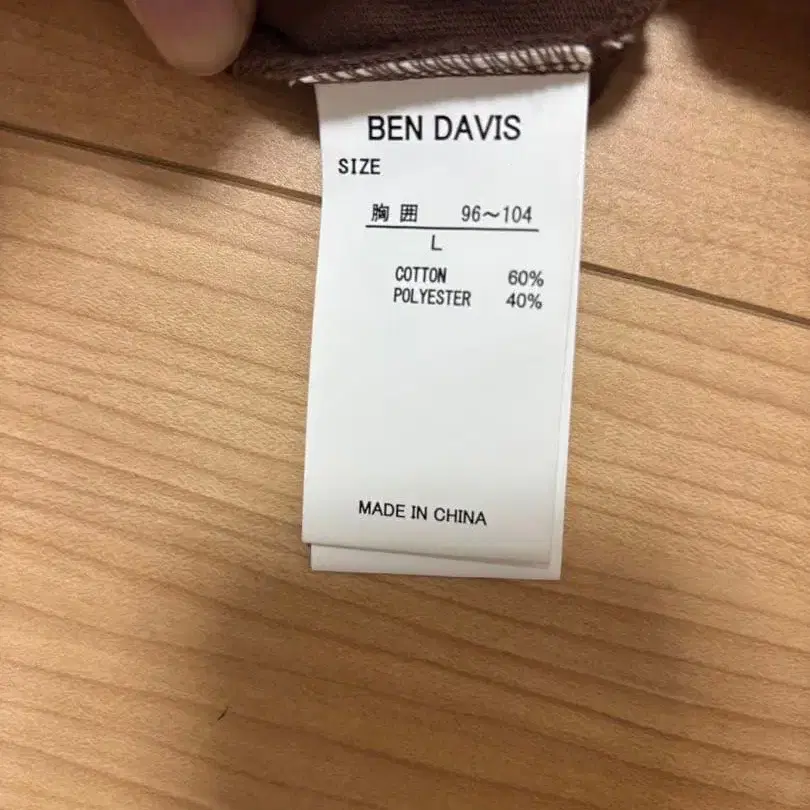 BEN DAVIS
SIZE
胸囲 96～104
L
COTTON 60%
POLYESTER 40%
MADE IN CHINA